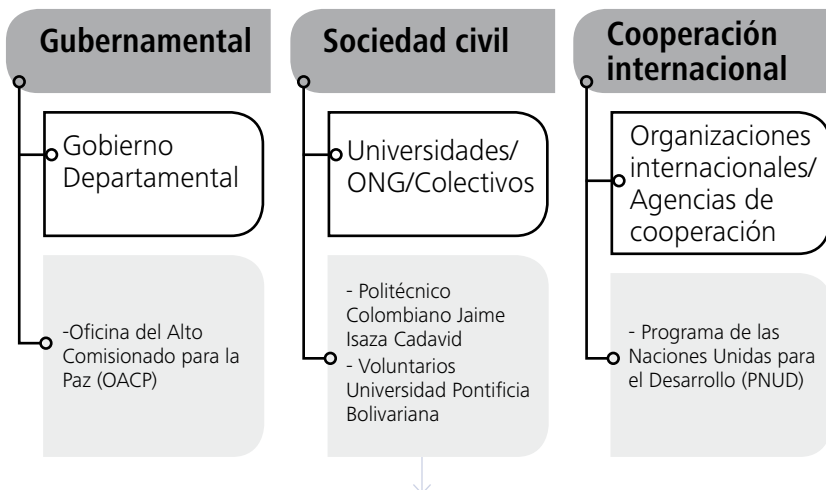 Gubernamental
Gobierno
Departamental
-Oficina del Alto
Comisionado para la
Paz (OACP)
Sociedad civil
Universidades/
ONG/Colectivos
- Politécnico
Colombiano Jaime
Isaza Cadavid
- Voluntarios
Universidad Pontificia
Bolivariana
Cooperación
internacional
Organizaciones
internacionales/
Agencias de
cooperación
- Programa de las
Naciones Unidas para
el Desarrollo (PNUD)